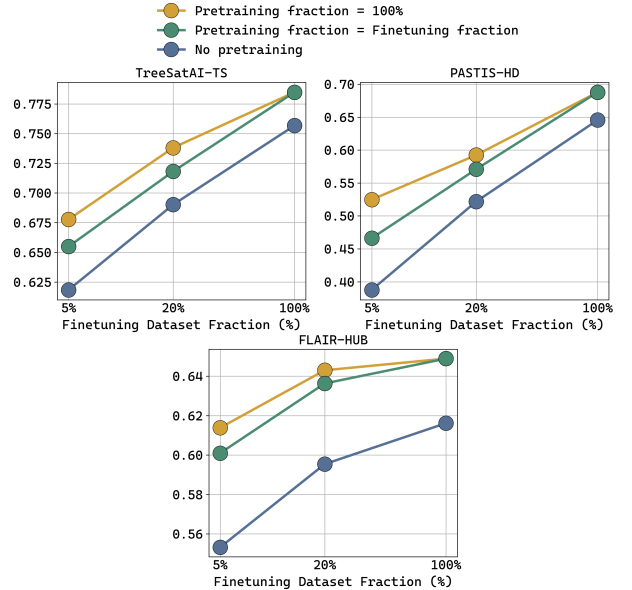 Pretraining fraction = 100%
Pretraining fraction = Finetuning fraction
No pretraining
TreeSatAI-TS
0.775
0.750
0.725
0.700
0.675
0.650
0.625
5% 20% 100%
Finetuning Dataset Fraction (%)
PASTIS-HD
0.70
0.65
0.60
0.55
0.50
0.45
0.40
5% 20% 100%
Finetuning Dataset Fraction (%)
FLAIR-HUB
0.64
0.62
0.60
0.58
0.56
5% 20% 100%
Finetuning Dataset Fraction (%)